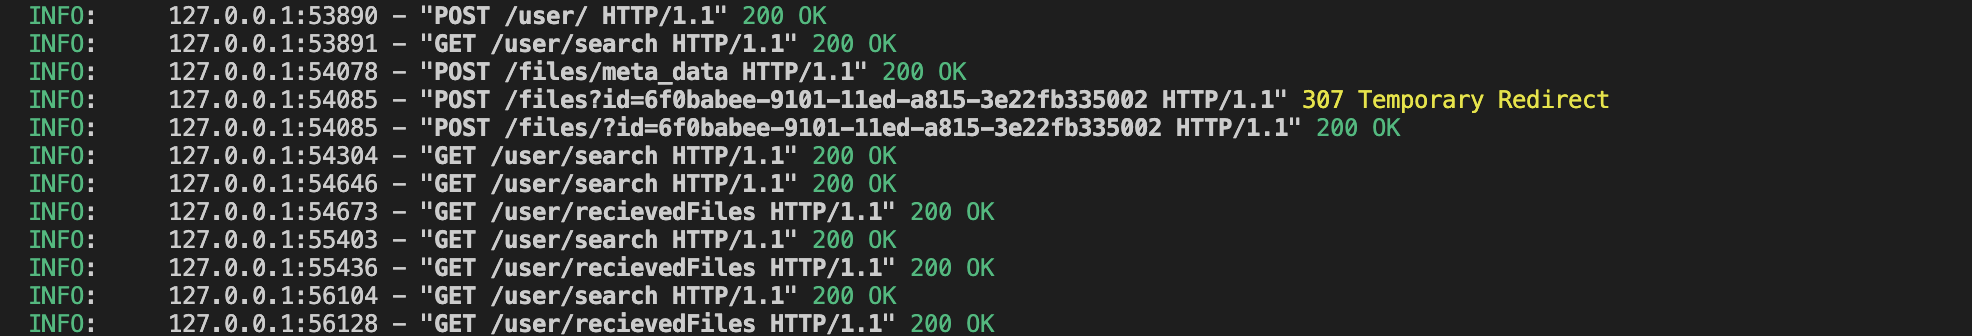 INFO:     127.0.0.1:53890 - "POST /user/ HTTP/1.1" 200 OK
INFO:     127.0.0.1:53891 - "GET /user/search HTTP/1.1" 200 OK
INFO:     127.0.0.1:54078 - "POST /files/meta_data HTTP/1.1" 200 OK
INFO:     127.0.0.1:54085 - "POST /files?id=6f0babee-9101-11ed-a815-3e22fb335002 HTTP/1.1" 307 Temporary Redirect
INFO:     127.0.0.1:54085 - "POST /files/?id=6f0babee-9101-11ed-a815-3e22fb335002 HTTP/1.1" 200 OK
INFO:     127.0.0.1:54304 - "GET /user/search HTTP/1.1" 200 OK
INFO:     127.0.0.1:54646 - "GET /user/search HTTP/1.1" 200 OK
INFO:     127.0.0.1:54673 - "GET /user/recievedFiles HTTP/1.1" 200 OK
INFO:     127.0.0.1:55403 - "GET /user/search HTTP/1.1" 200 OK
INFO:     127.0.0.1:55436 - "GET /user/recievedFiles HTTP/1.1" 200 OK
INFO:     127.0.0.1:56104 - "GET /user/search HTTP/1.1" 200 OK
INFO:     127.0.0.1:56128 - "GET /user/recievedFiles HTTP/1.1" 200 OK